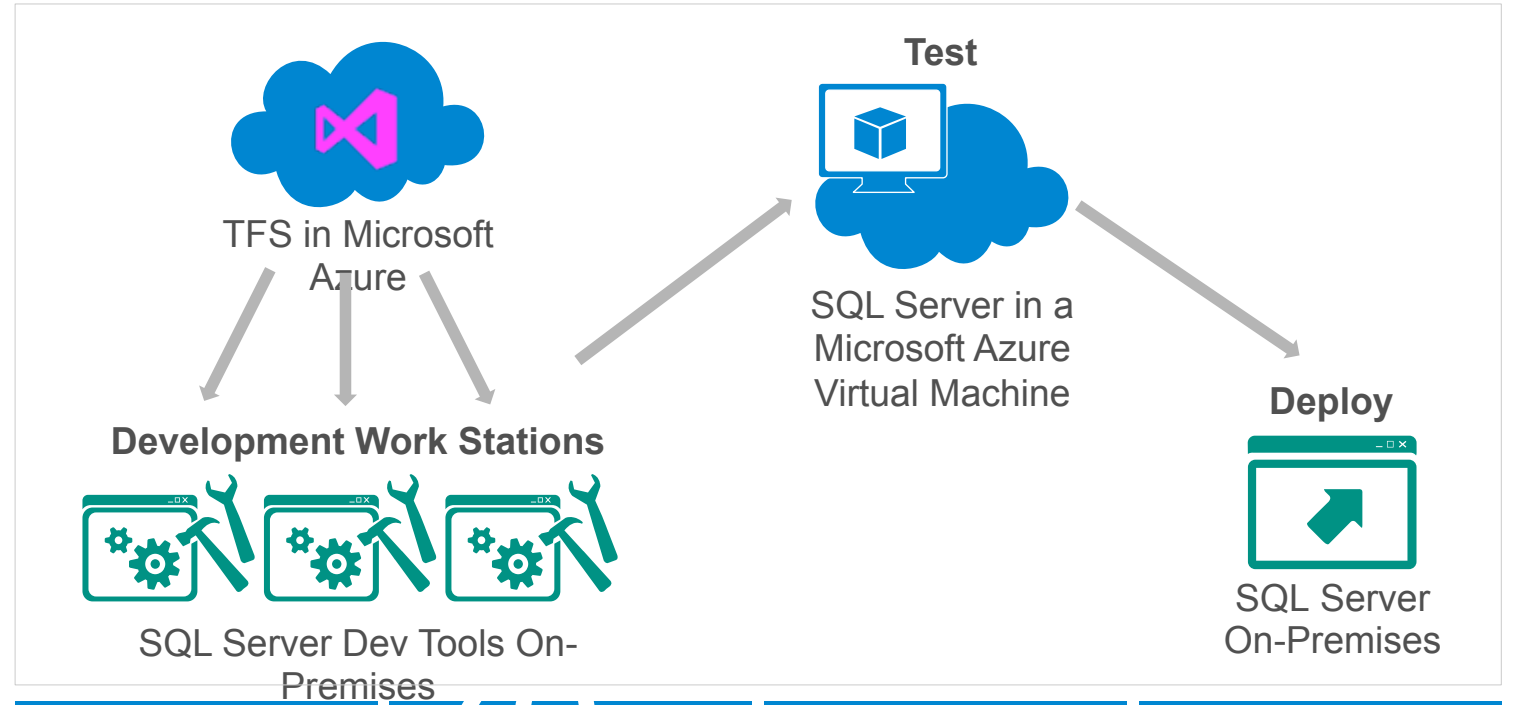 TFS in Microsoft
Azure
Development Work Stations
SQL Server Dev Tools On-
Premises
Test
SQL Server in a
Microsoft Azure
Virtual Machine
Deploy
SQL Server
On-Premises